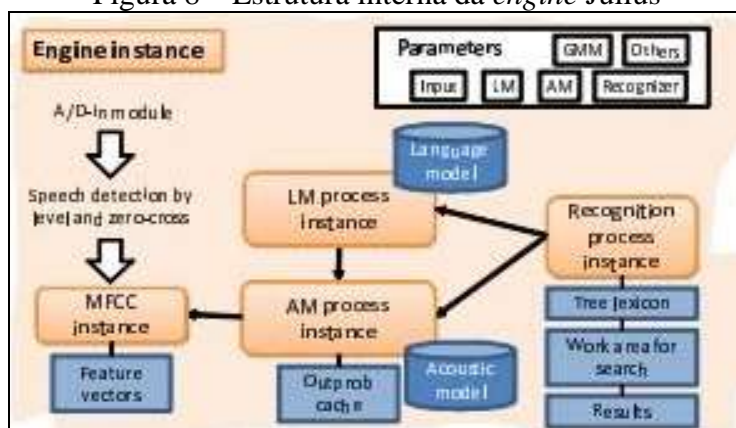 Figura 8 – Estrutura interna da engine Julius
Engine instance
Parameters
GMM
Others
Input
LM
AM
Recognizer
A/D-in module
Speech detection by
level and zero-cross
MFCC
instance
Feature
vectors
Language
model
LM process
instance
AM process
instance
Outprob
cache
Acoustic
model
Recognition
process
instance
Tree lexicon
Work area for
search
Results